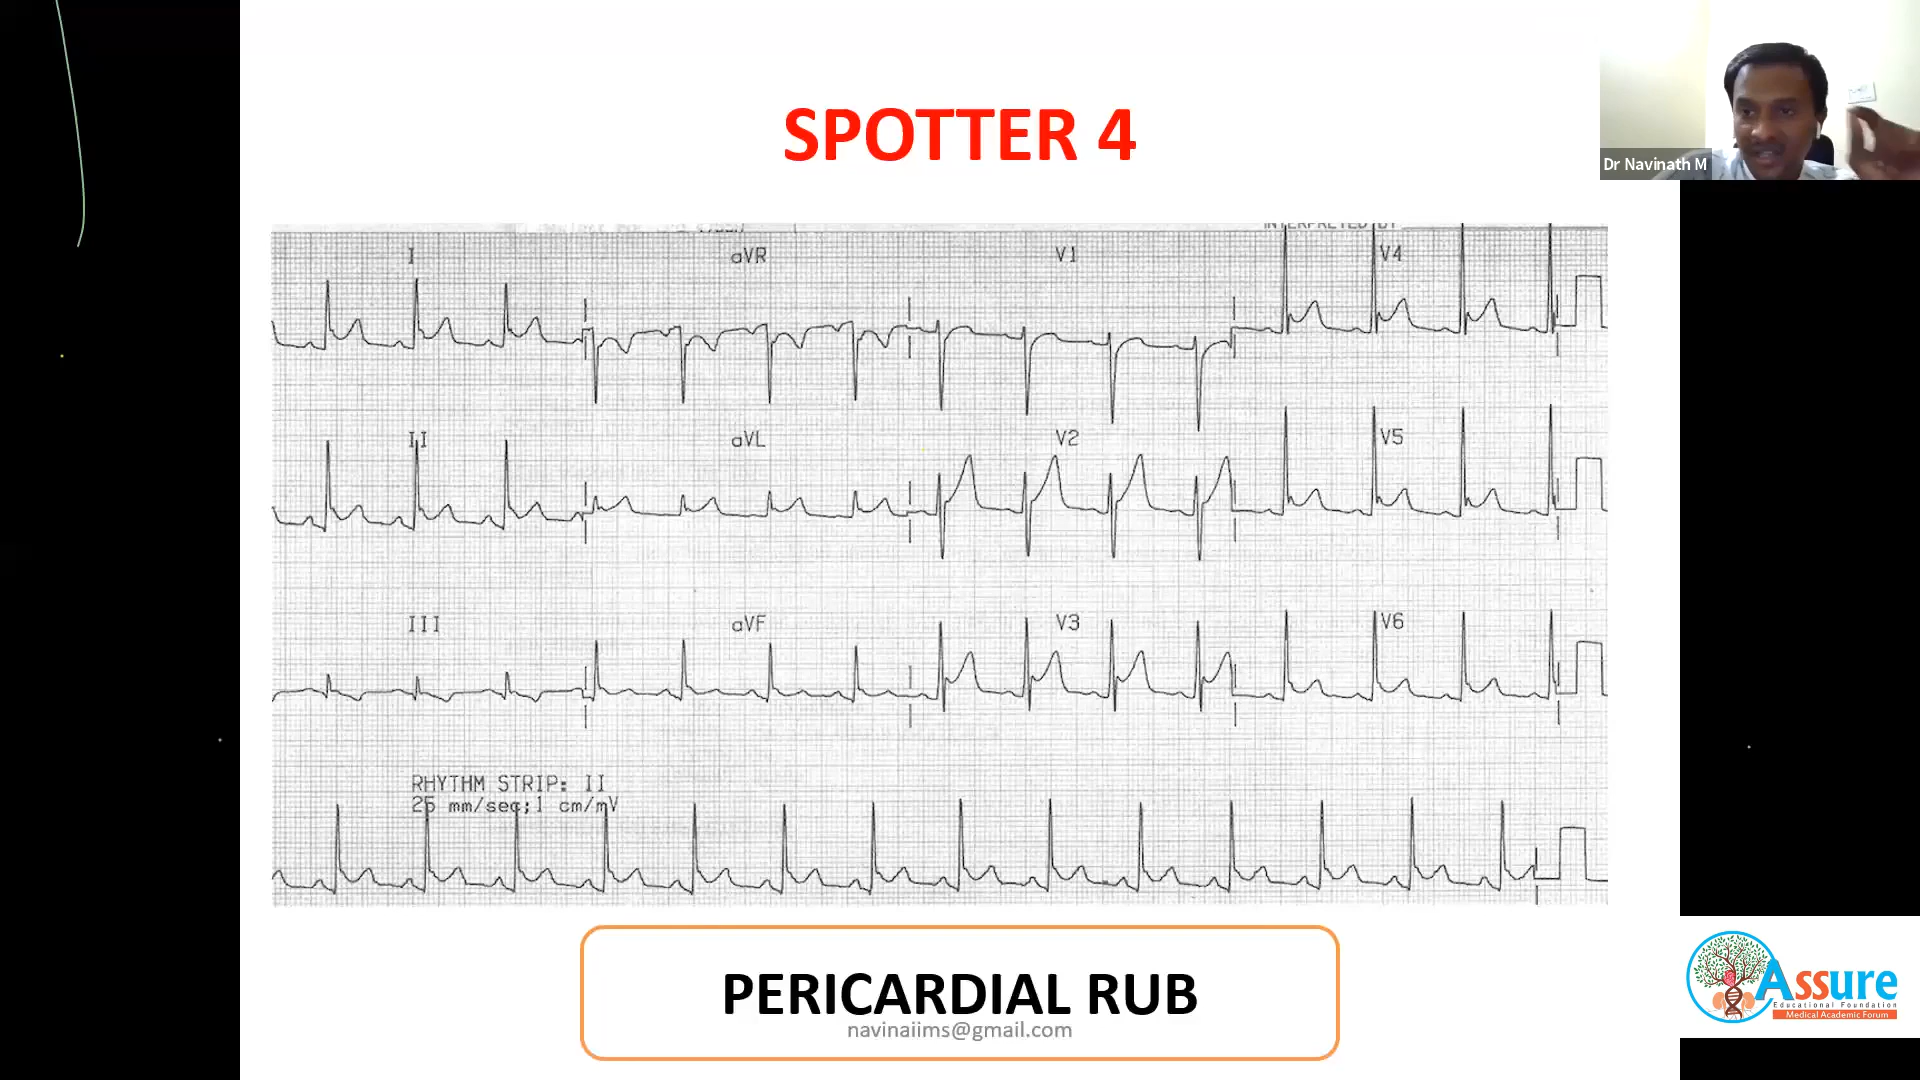 SPOTTER 4
Dr Navinath M
I
aVR
V1
V4
II
aVL
V2
V5
III
aVF
V3
V6
RHYTHM STRIP: II
25 mm/sec;1 cm/mV
PERICARDIAL RUB
navinaiims@gmail.com
Assure
Educational Foundation
Medical Academic Forum